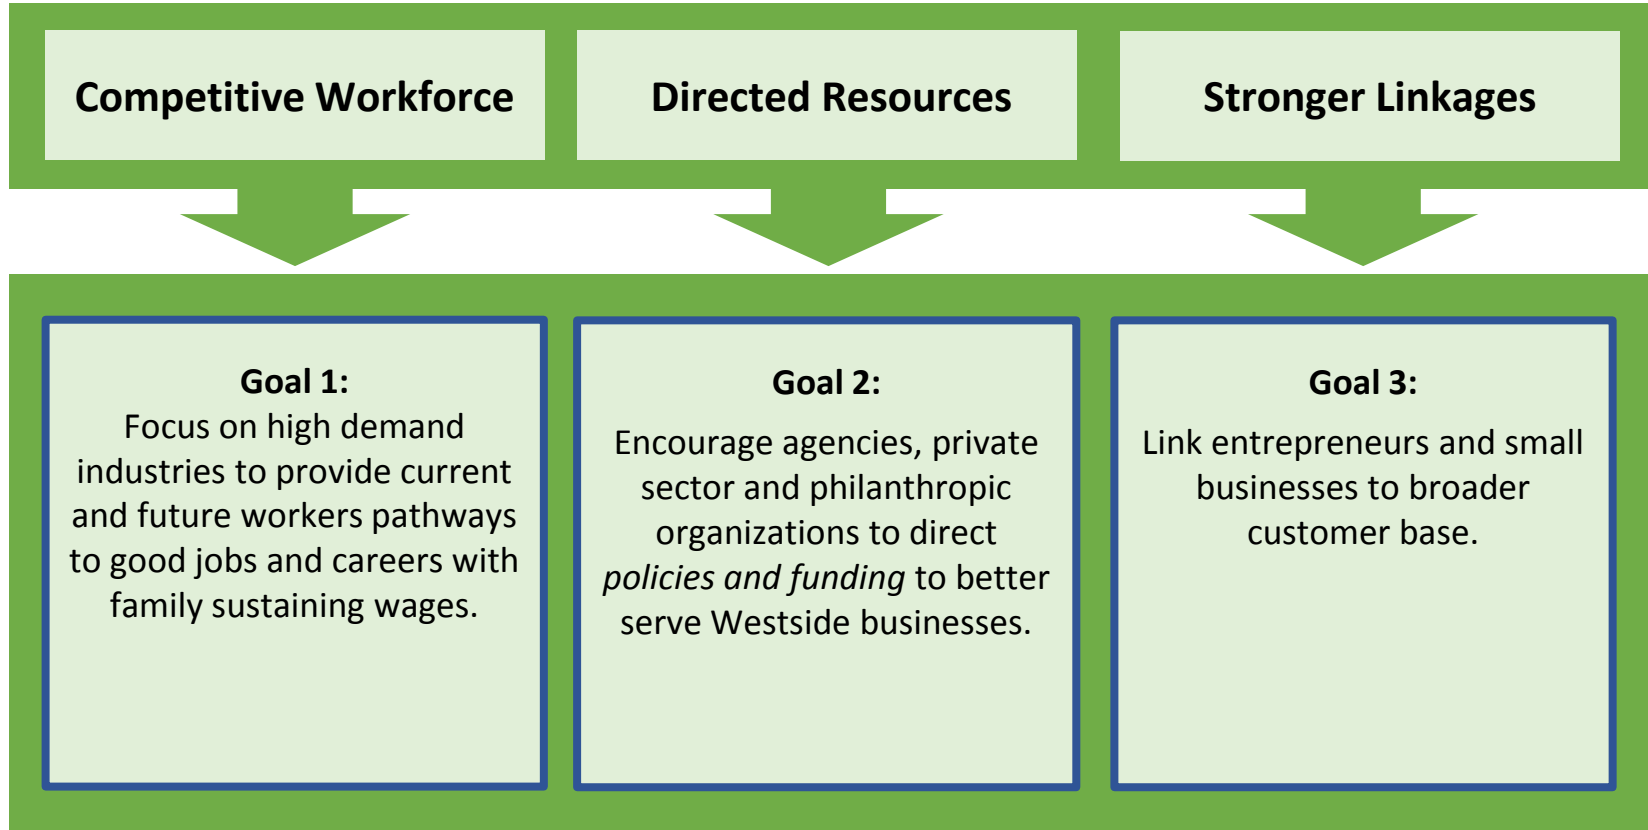 Competitive Workforce
Directed Resources
Stronger Linkages
Goal 1:
Focus on high demand
industries to provide current
and future workers pathways
to good jobs and careers with
family sustaining wages.
Goal 2:
Encourage agencies, private
sector and philanthropic
organizations to direct
policies and funding to better
serve Westside businesses.
Goal 3:
Link entrepreneurs and small
businesses to broader
customer base.